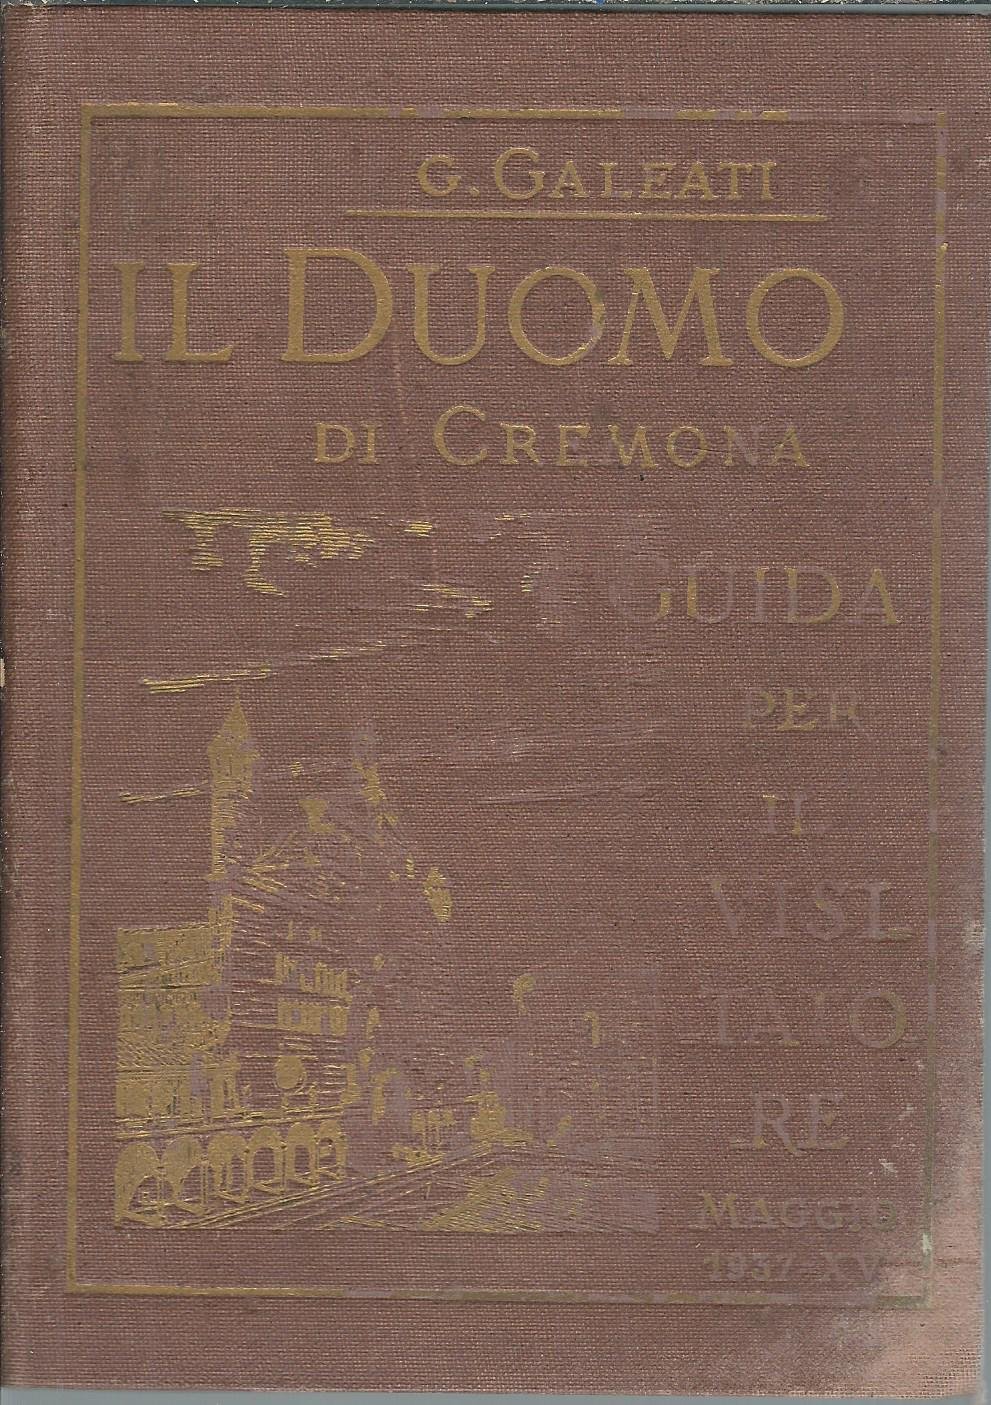 G. GALEATI
IL DUOMO
DI CREMONA
GUIDA
PER
IL
VISI
TATO
RE
MAGGIO
1937-XV